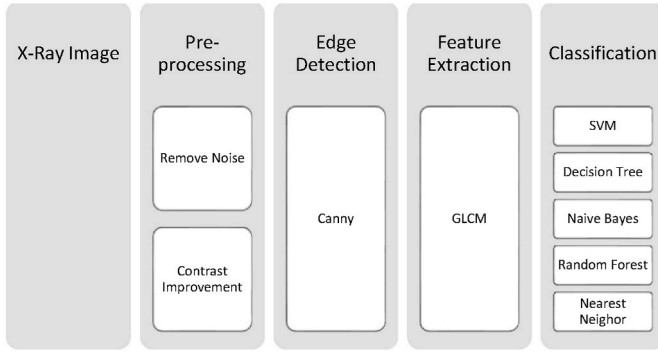 X-Ray Image
Pre-
processing
Remove Noise
Contrast
Improvement
Edge
Detection
Canny
Feature
Extraction
GLCM
Classification
SVM
Decision Tree
Naive Bayes
Random Forest
Nearest
Neighor